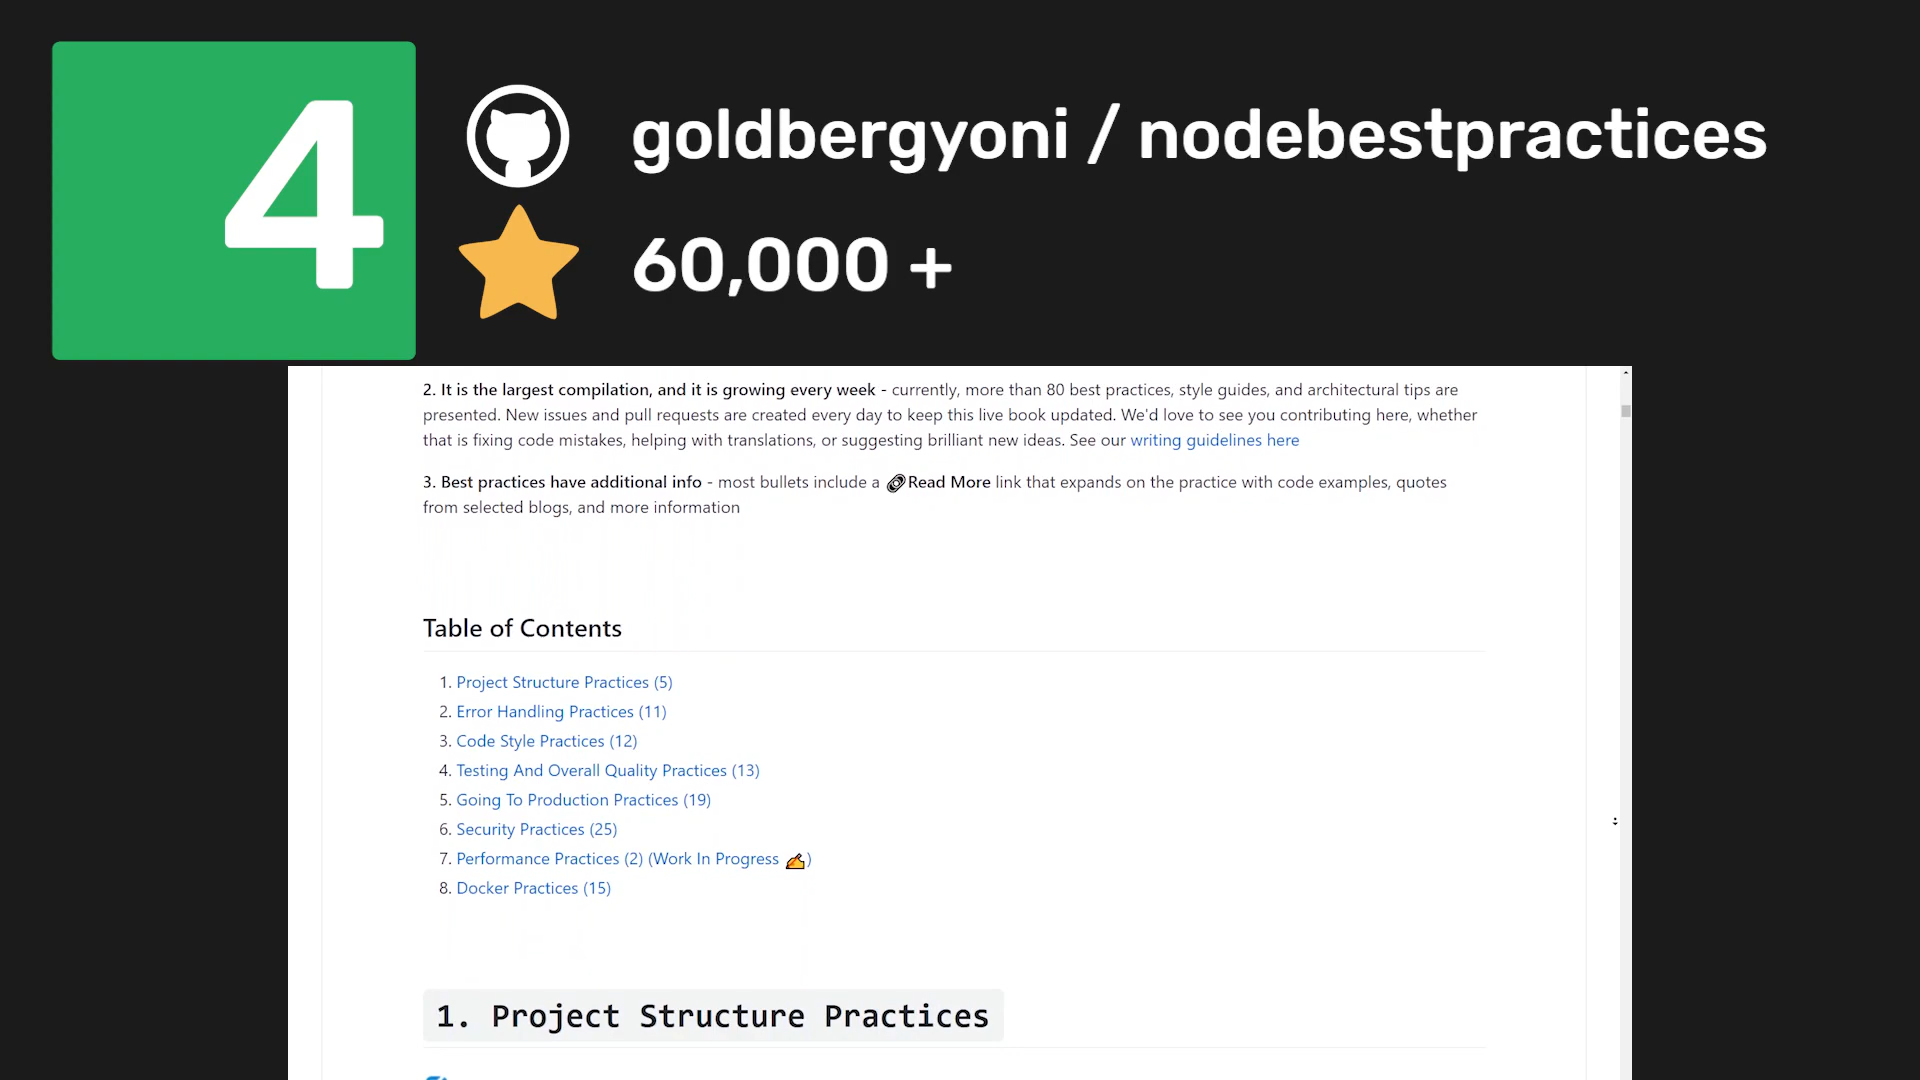 4
goldbergyoni / nodebestpractices
60,000 +
2. It is the largest compilation, and it is growing every week - currently, more than 80 best practices, style guides, and architectural tips are
presented. New issues and pull requests are created every day to keep this live book updated. We'd love to see you contributing here, whether
that is fixing code mistakes, helping with translations, or suggesting brilliant new ideas. See our writing guidelines here
3. Best practices have additional info - most bullets include a 🔗Read More link that expands on the practice with code examples, quotes
from selected blogs, and more information
Table of Contents
1. Project Structure Practices (5)
2. Error Handling Practices (11)
3. Code Style Practices (12)
4. Testing And Overall Quality Practices (13)
5. Going To Production Practices (19)
6. Security Practices (25)
7. Performance Practices (2) (Work In Progress ✍️)
8. Docker Practices (15)
1. Project Structure Practices